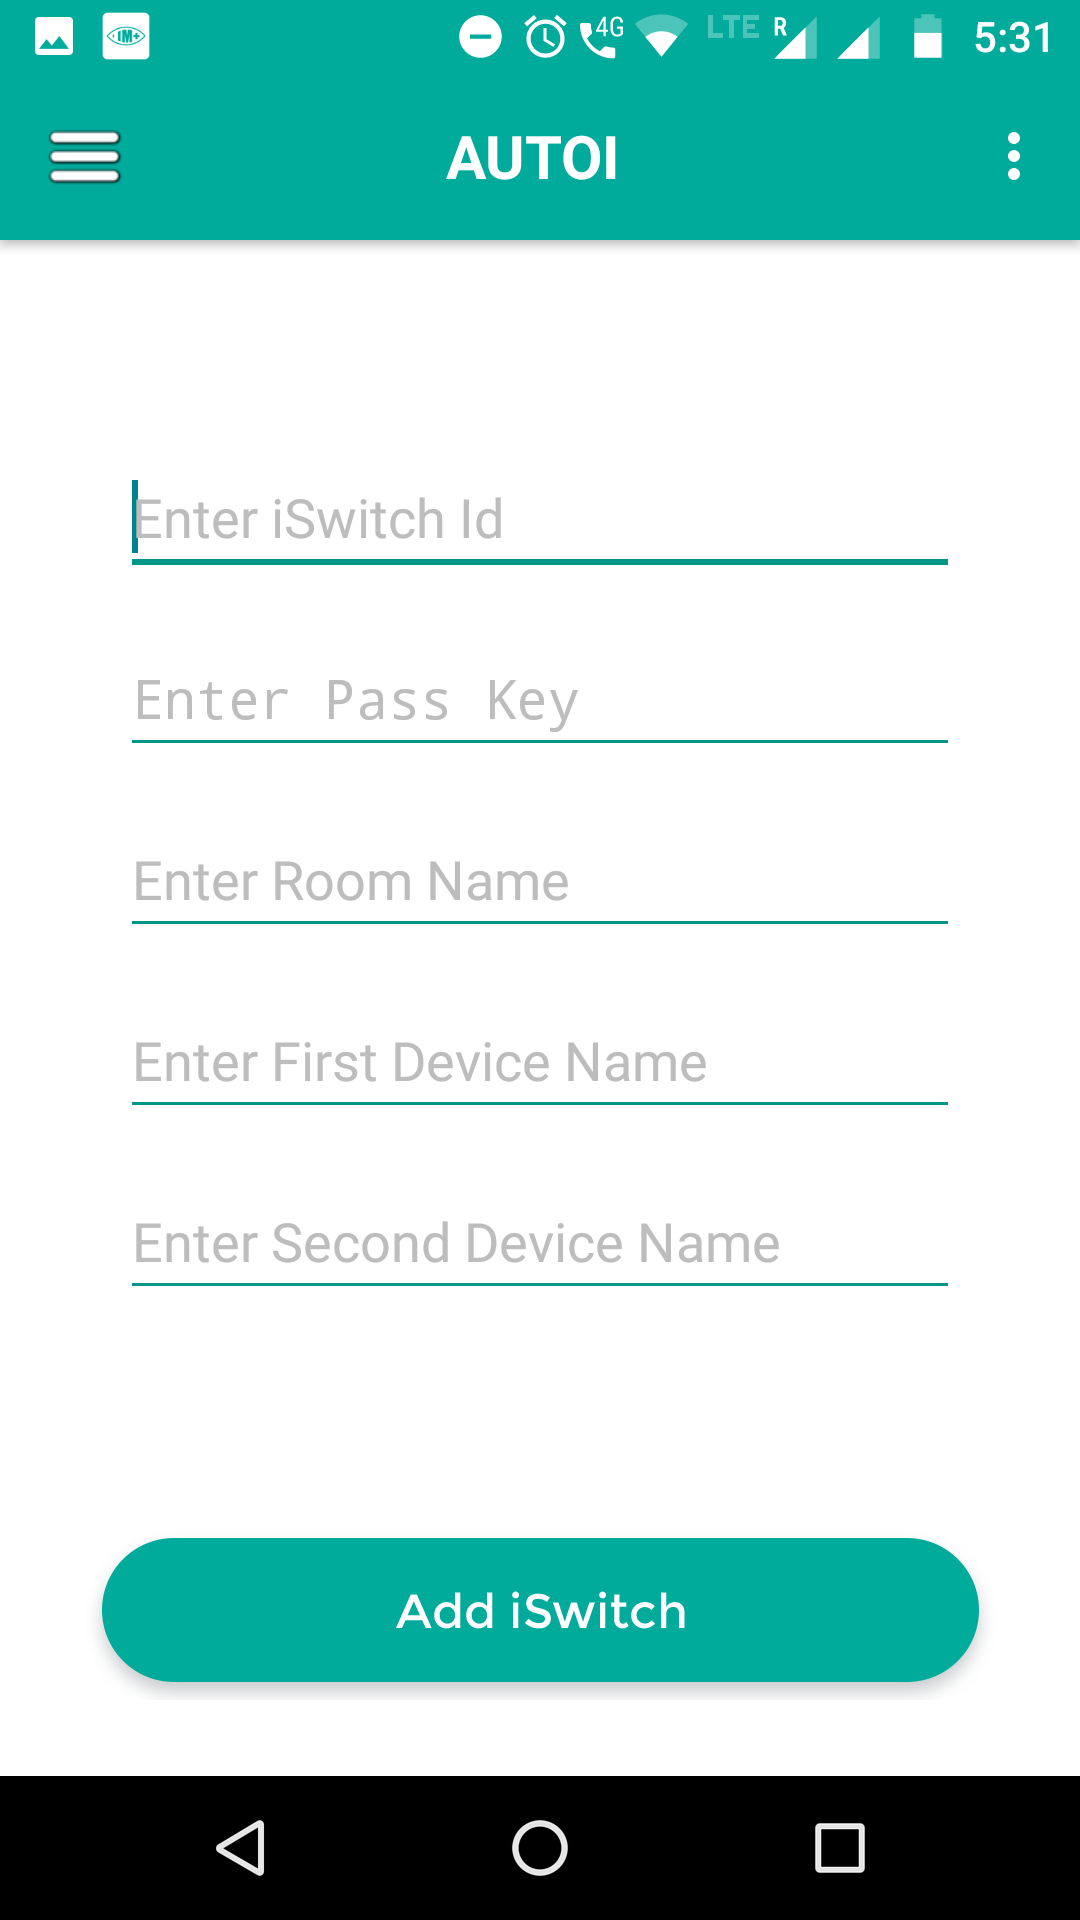 IM+ 4G LTE R 5:31
AUTOI
Enter iSwitch Id
Enter Pass Key
Enter Room Name
Enter First Device Name
Enter Second Device Name
Add iSwitch